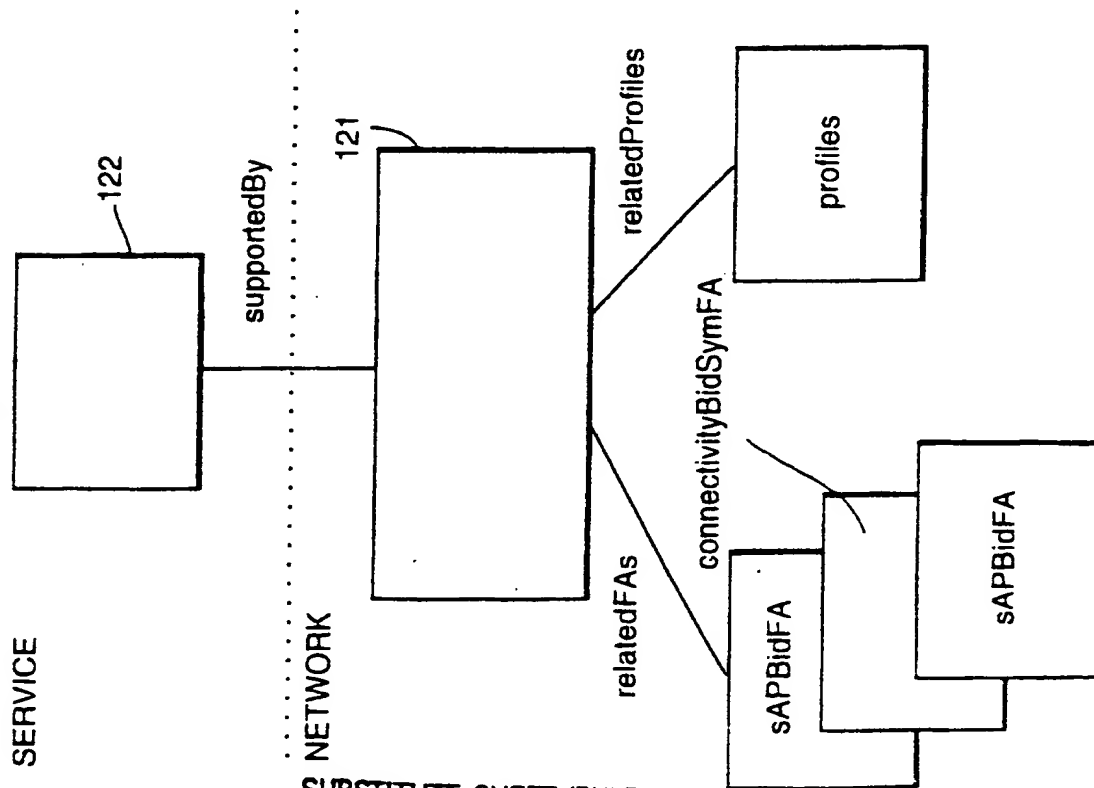 SERVICE
122
supportedBy
NETWORK
121
relatedFAs
relatedProfiles
connectivityBidSymFA
sAPBidFA
sAPBidFA
profiles